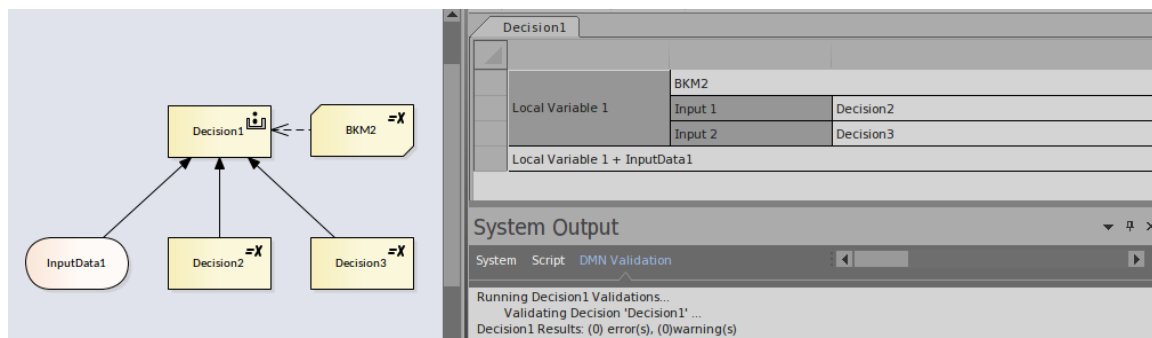 Decision1
BKM2
=X
InputData1
Decision2
=X
Decision3
=X
Decision1
Local Variable 1
BKM2
Input 1 Decision2
Input 2 Decision3
Local Variable 1 + InputData1
System Output
System Script DMN Validation
Running Decision1 Validations...
Validating Decision 'Decision1' ...
Decision1 Results: (0) error(s), (0)warning(s)